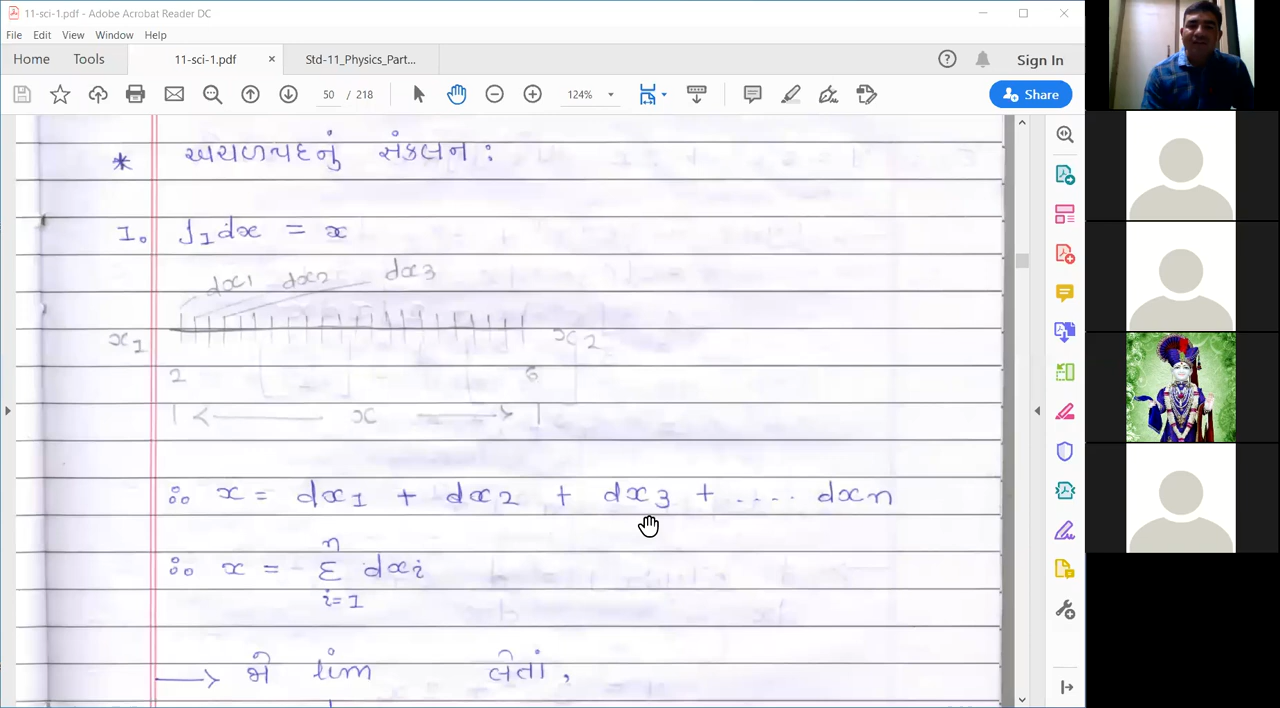 11-sci-1.pdf - Adobe Acrobat Reader DC
File Edit View Window Help
Home Tools 11-sci-1.pdf × Std-11_Physics_Part... Sign In
50 / 218 124% Share
* અચળપદનું સંકલન :
1. ∫1dx = x
dx1 dx2 dx3
x1 x2
2 6
x
∴ x = dx1 + dx2 + dx3 + .... dxn
n
∴ x = Σ dxi
i=1
→ જો lim લેતાં,